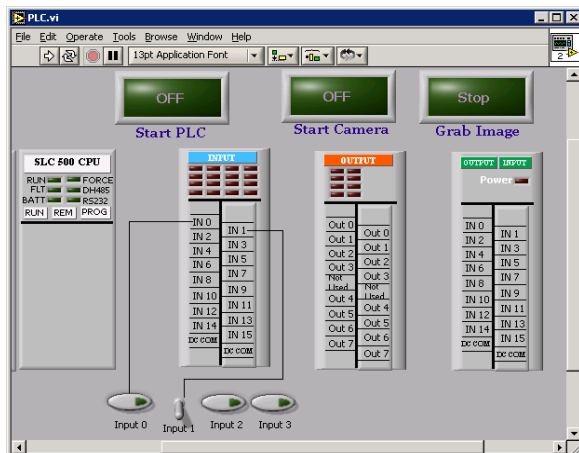 PLC.vi
File Edit Operate Tools Browse Window Help
13pt Application Font
2
OFF
Start PLC
OFF
Start Camera
Stop
Grab Image
SLC 500 CPU
RUN FORCE
FLT DH485
BATT RS232
RUN REM PROG
INPUT
IN 0
IN 2
IN 4
IN 6
IN 8
IN 10
IN 12
IN 14
DC COM
IN 1
IN 3
IN 5
IN 7
IN 9
IN 11
IN 13
IN 15
DC COM
OUTPUT
Out 0
Out 1
Out 2
Out 3
Not
Used
Out 4
Out 5
Out 6
Out 7
Out 0
Out 1
Out 2
Out 3
Not
Used
Out 4
Out 5
Out 6
Out 7
OUTPUT INPUT
Power
IN 0
IN 2
IN 4
IN 6
IN 8
IN 10
IN 12
IN 14
DC COM
IN 1
IN 3
IN 5
IN 7
IN 9
IN 11
IN 13
IN 15
DC COM
Input 0
Input 1
Input 2
Input 3